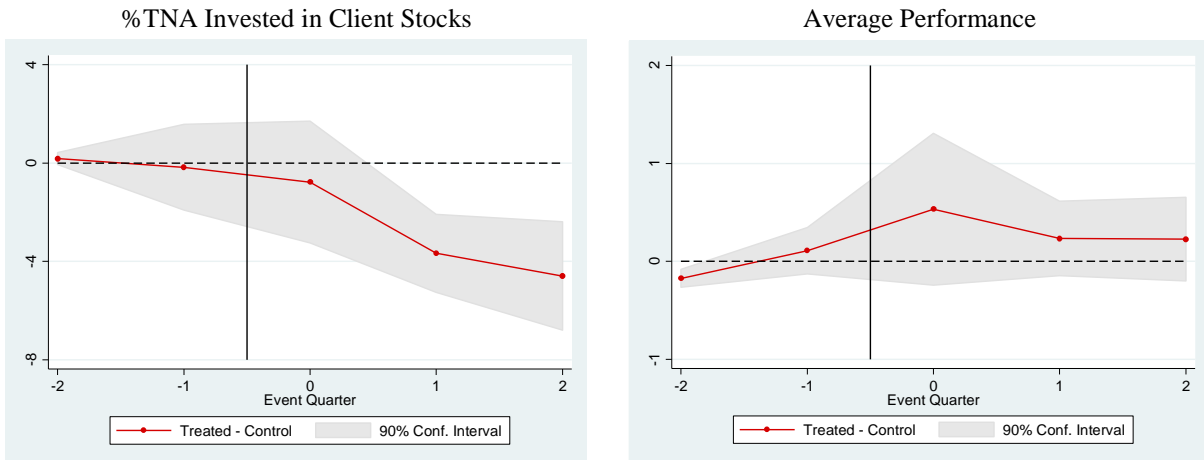 %TNA Invested in Client Stocks
4
0
-4
-8
-2
-1
0
1
2
Event Quarter
Treated - Control
90% Conf. Interval
Average Performance
2
1
0
-1
-2
-1
0
1
2
Event Quarter
Treated - Control
90% Conf. Interval